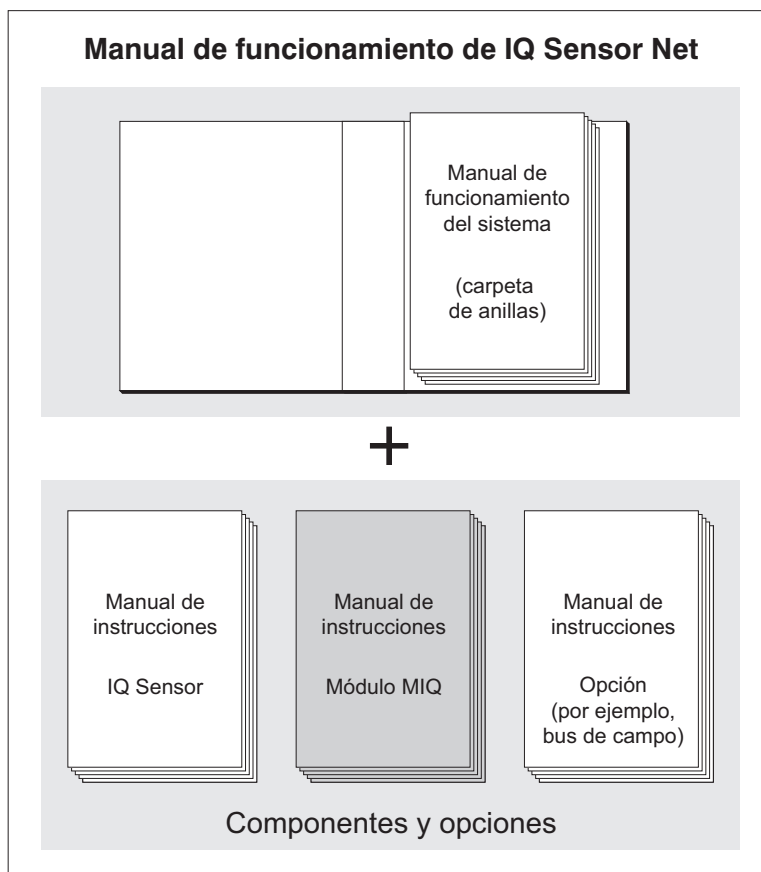 Manual de funcionamiento de IQ Sensor Net
Manual de
funcionamiento
del sistema
(carpeta
de anillas)
+
Manual de
instrucciones
IQ Sensor
Manual de
instrucciones
Módulo MIQ
Manual de
instrucciones
Opción
(por ejemplo,
bus de campo)
Componentes y opciones